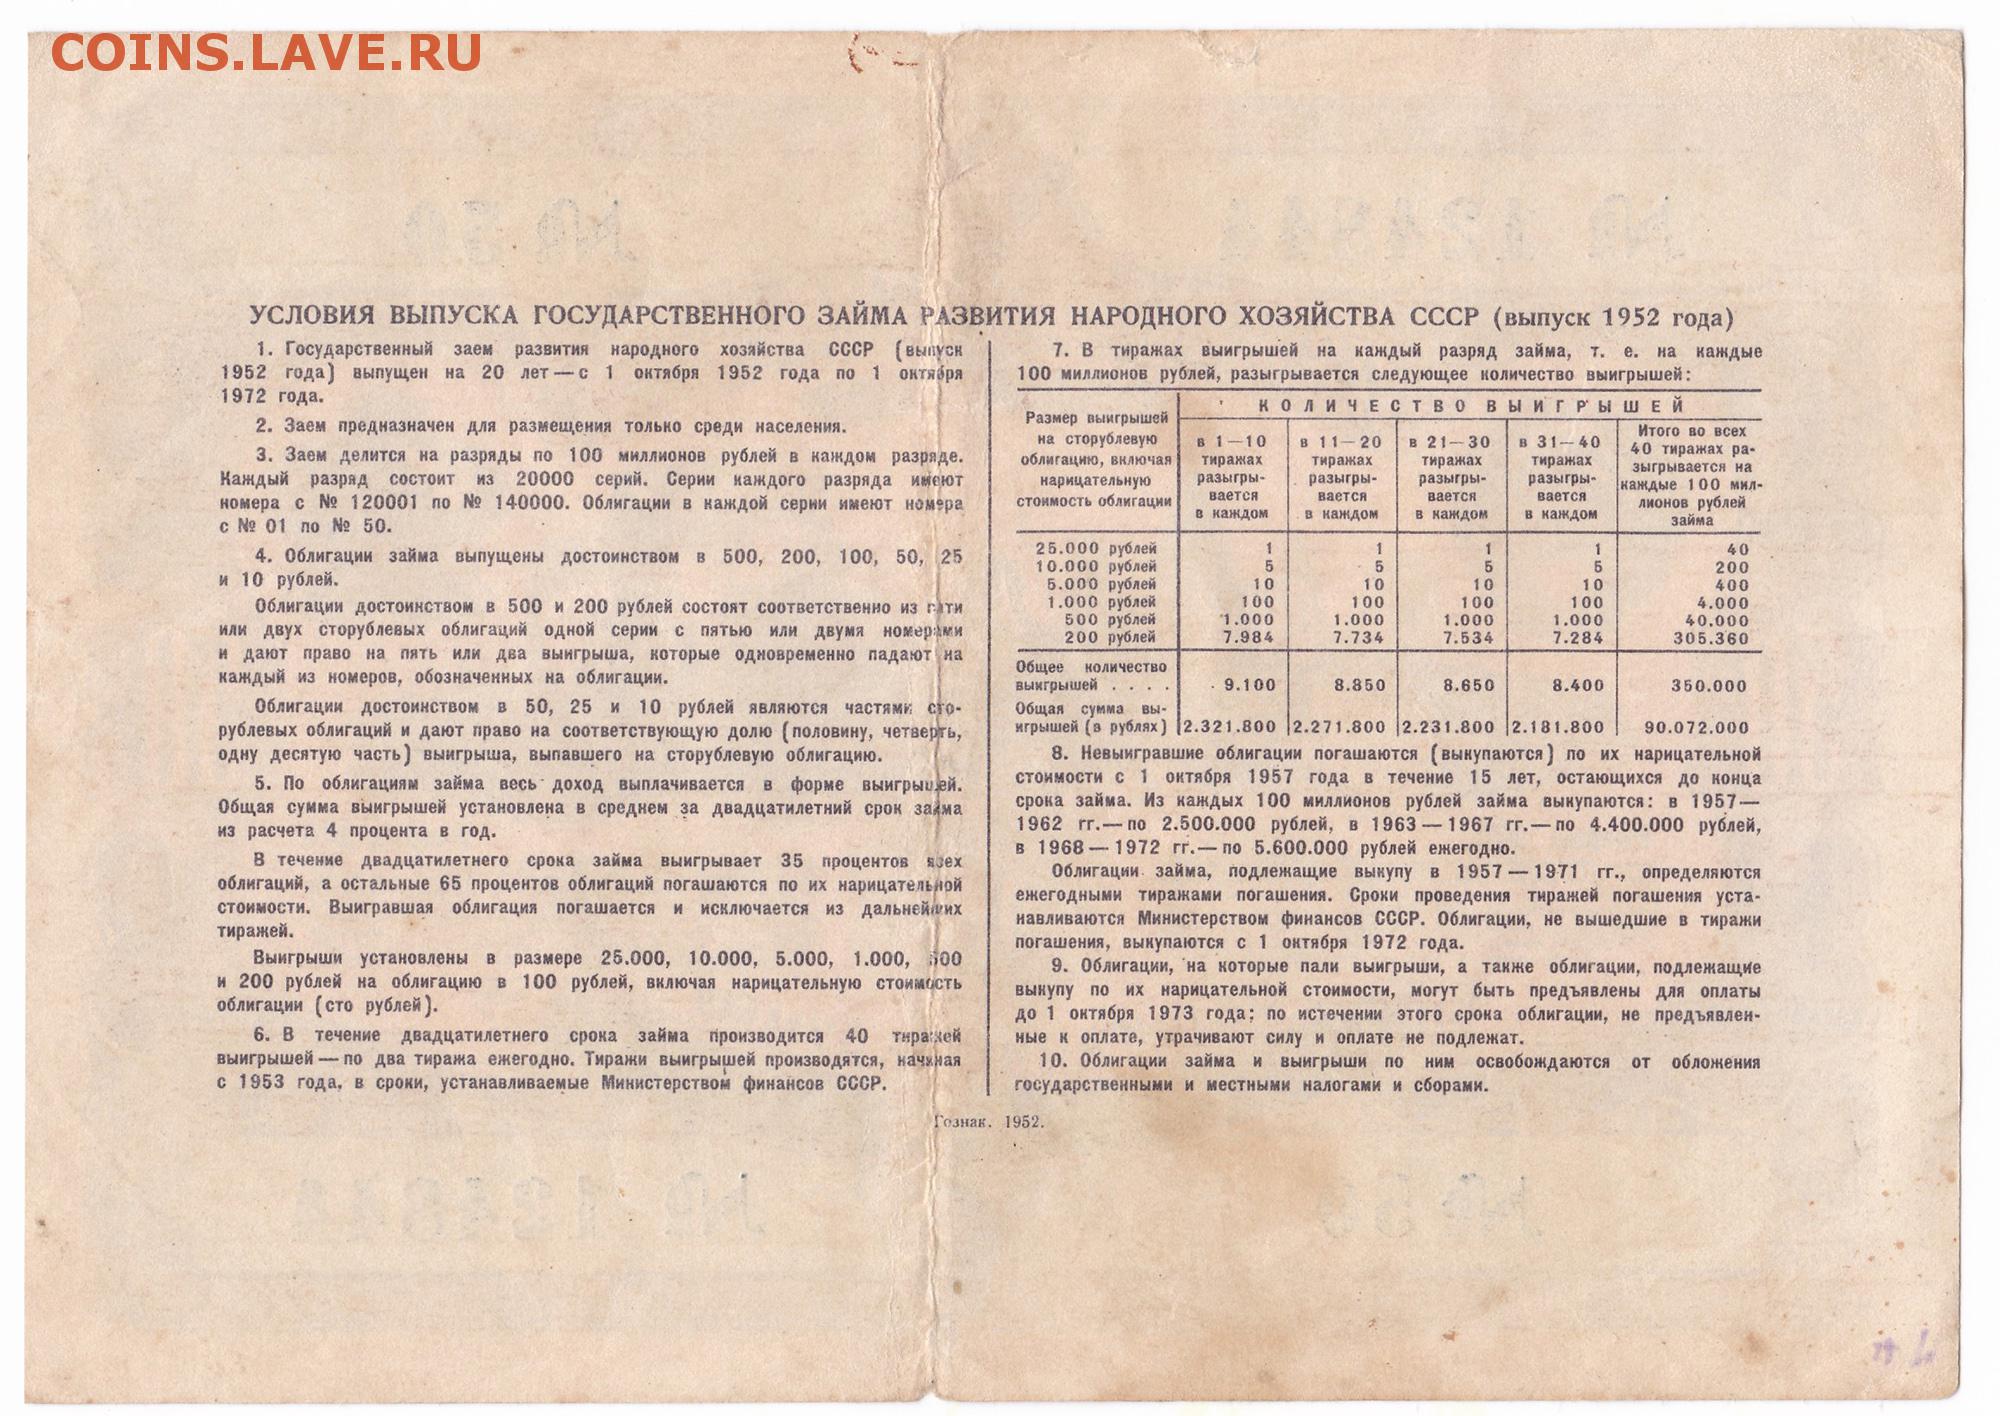 COINS.LAVE.RU
УСЛОВИЯ ВЫПУСКА ГОСУДАРСТВЕННОГО ЗАЙМА РАЗВИТИЯ НАРОДНОГО ХОЗЯЙСТВА СССР (выпуск 1952 года)
1. Государственный заем развития народного хозяйства СССР (выпуск
1952 года) выпущен на 20 лет — с 1 октября 1952 года по 1 октября
1972 года.
2. Заем предназначен для размещения только среди населения.
3. Заем делится на разряды по 100 миллионов рублей в каждом разряде.
Каждый разряд состоит из 20000 серий. Серии каждого разряда имеют
номера с № 120001 по № 140000. Облигации в каждой серии имеют номера
с № 01 по № 50.
4. Облигации займа выпущены достоинством в 500, 200, 100, 50, 25
и 10 рублей.
Облигации достоинством в 500 и 200 рублей состоят соответственно из пяти
или двух сторублевых облигаций одной серии с пятью или двумя номерами
и дают право на пять или два выигрыша, которые одновременно падают на
каждый из номеров, обозначенных на облигации.
Облигации достоинством в 50, 25 и 10 рублей являются частями сто-
рублевых облигаций и дают право на соответствующую долю (половину, четверть,
одну десятую часть) выигрыша, выпавшего на сторублевую облигацию.
5. По облигациям займа весь доход выплачивается в форме выигрышей.
Общая сумма выигрышей установлена в среднем за двадцатилетний срок займа
из расчета 4 процента в год.
В течение двадцатилетнего срока займа выигрывает 35 процентов всех
облигаций, а остальные 65 процентов облигаций погашаются по их нарицательной
стоимости. Выигравшая облигация погашается и исключается из дальнейших
тиражей.
Выигрыши установлены в размере 25.000, 10.000, 5.000, 1.000, 500
и 200 рублей на облигацию в 100 рублей, включая нарицательную стоимость
облигации (сто рублей).
6. В течение двадцатилетнего срока займа производится 40 тиражей
выигрышей — по два тиража ежегодно. Тиражи выигрышей производятся, начиная
с 1953 года, в сроки, устанавливаемые Министерством финансов СССР.
7. В тиражах выигрышей на каждый разряд займа, т. е. на каждые
100 миллионов рублей, разыгрывается следующее количество выигрышей:
Размер выигрышей
на сторублевую
облигацию, включая
нарицательную
стоимость облигации
КОЛИЧЕСТВО ВЫИГРЫШЕЙ
в 1—10
тиражах
разыгры-
вается
в каждом
в 11—20
тиражах
разыгры-
вается
в каждом
в 21—30
тиражах
разыгры-
вается
в каждом
в 31—40
тиражах
разыгры-
вается
в каждом
Итого во всех
40 тиражах ра-
зыгрывается на
каждые 100 мил-
лионов рублей
займа
25.000 рублей 1 1 1 1 40
10.000 рублей 5 5 5 5 200
5.000 рублей 10 10 10 10 400
1.000 рублей 100 100 100 100 4.000
500 рублей 1.000 1.000 1.000 1.000 40.000
200 рублей 7.984 7.734 7.534 7.284 305.360
Общее количество
выигрышей . . . . 9.100 8.850 8.650 8.400 350.000
Общая сумма вы-
игрышей (в рублях) 2.321.800 2.271.800 2.231.800 2.181.800 90.072.000
8. Невыигравшие облигации погашаются (выкупаются) по их нарицательной
стоимости с 1 октября 1957 года в течение 15 лет, остающихся до конца
срока займа. Из каждых 100 миллионов рублей займа выкупаются: в 1957—
1962 гг.—по 2.500.000 рублей, в 1963—1967 гг.—по 4.400.000 рублей,
в 1968—1972 гг.—по 5.600.000 рублей ежегодно.
Облигации займа, подлежащие выкупу в 1957—1971 гг., определяются
ежегодными тиражами погашения. Сроки проведения тиражей погашения уста-
навливаются Министерством финансов СССР. Облигации, не вышедшие в тиражи
погашения, выкупаются с 1 октября 1972 года.
9. Облигации, на которые пали выигрыши, а также облигации, подлежащие
выкупу по их нарицательной стоимости, могут быть предъявлены для оплаты
до 1 октября 1973 года; по истечении этого срока облигации, не предъявлен-
ные к оплате, утрачивают силу и оплате не подлежат.
10. Облигации займа и выигрыши по ним освобождаются от обложения
государственными и местными налогами и сборами.
Гознак. 1952.